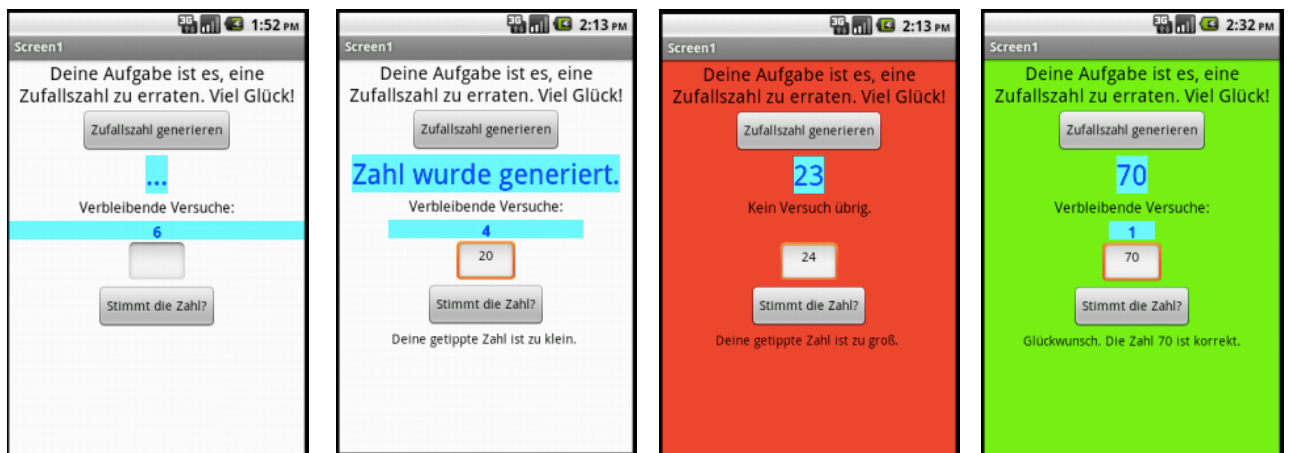 3G 1:52 PM
Screen1
Deine Aufgabe ist es, eine
Zufallszahl zu erraten. Viel Glück!
Zufallszahl generieren
...
Verbleibende Versuche:
6
Stimmt die Zahl?
3G 2:13 PM
Screen1
Deine Aufgabe ist es, eine
Zufallszahl zu erraten. Viel Glück!
Zufallszahl generieren
Zahl wurde generiert.
Verbleibende Versuche:
4
20
Stimmt die Zahl?
Deine getippte Zahl ist zu klein.
3G 2:13 PM
Screen1
Deine Aufgabe ist es, eine
Zufallszahl zu erraten. Viel Glück!
Zufallszahl generieren
23
Kein Versuch übrig.
24
Stimmt die Zahl?
Deine getippte Zahl ist zu groß.
3G 2:32 PM
Screen1
Deine Aufgabe ist es, eine
Zufallszahl zu erraten. Viel Glück!
Zufallszahl generieren
70
Verbleibende Versuche:
1
70
Stimmt die Zahl?
Glückwunsch. Die Zahl 70 ist korrekt.